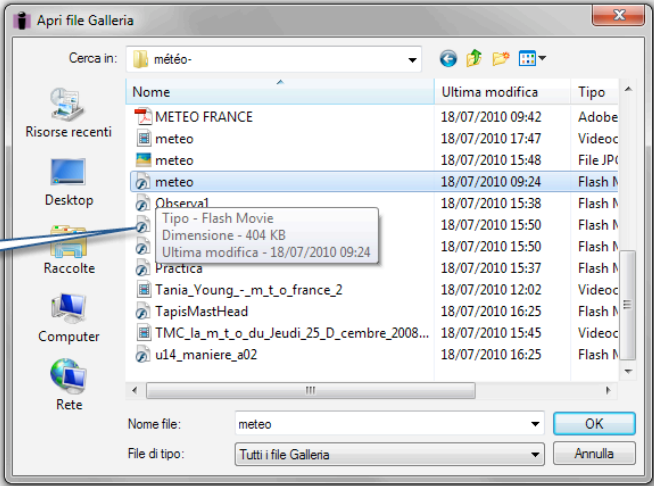 Apri file Galleria
Cerca in: météo-
Nome Ultima modifica Tipo
METEO FRANCE 18/07/2010 09:42 Adobe
meteo 18/07/2010 17:47 Videoc
meteo 18/07/2010 15:48 File JP
meteo 18/07/2010 09:24 Flash
Observa1 18/07/2010 15:38 Flash
18/07/2010 15:50 Flash
18/07/2010 15:50 Flash
Practica 18/07/2010 15:37 Flash
Tania_Young_-_m_t_o_france_2 18/07/2010 12:02 Videoc
TapisMastHead 18/07/2010 16:25 Flash
TMC_la_m_t_o_du_Jeudi_25_D_cembre_2008... 18/07/2010 15:45 Videoc
u14_maniere_a02 18/07/2010 16:25 Flash
Tipo - Flash Movie
Dimensione - 404 KB
Ultima modifica - 18/07/2010 09:24
Risorse recenti
Desktop
Raccolte
Computer
Rete
Nome file: meteo OK
File di tipo: Tutti i file Galleria Annulla